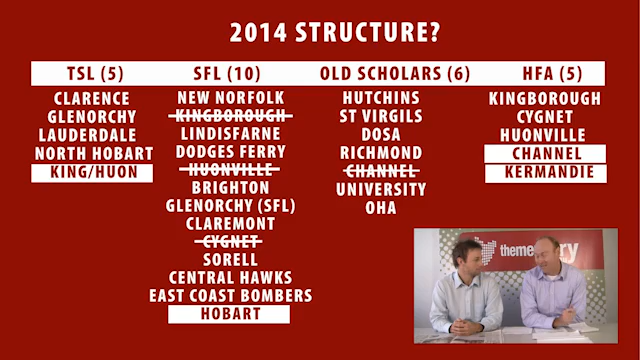 2014 STRUCTURE?
TSL (5)
CLARENCE
GLENORCHY
LAUDERDALE
NORTH HOBART
KING/HUON
SFL (10)
NEW NORFOLK
KINGBOROUGH
LINDISFARNE
DODGES FERRY
HUONVILLE
BRIGHTON
GLENORCHY (SFL)
CLAREMONT
CYGNET
SORELL
CENTRAL HAWKS
EAST COAST BOMBERS
HOBART
OLD SCHOLARS (6)
HUTCHINS
ST VIRGILS
DOSA
RICHMOND
CHANNEL
UNIVERSITY
OHA
HFA (5)
KINGBOROUGH
CYGNET
HUONVILLE
CHANNEL
KERMANDIE